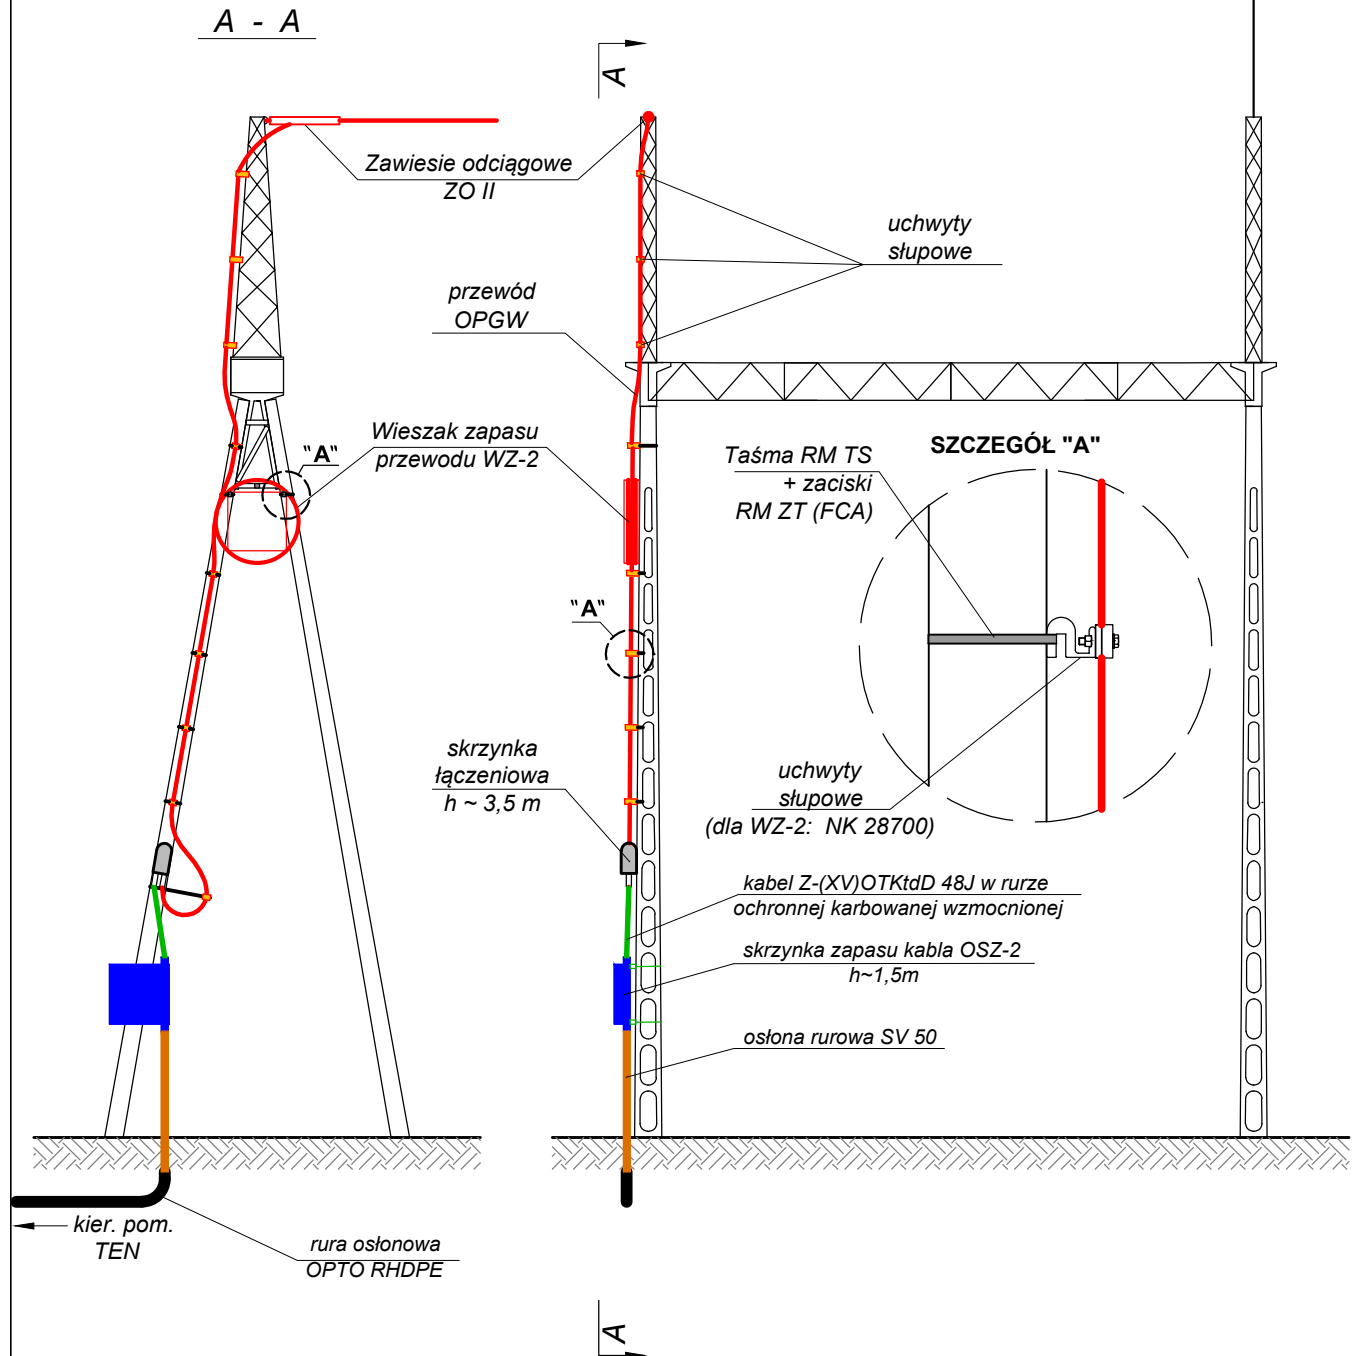 A - A
A
Zawiesie odciągowe
ZO II
uchwyty
słupowe
przewód
OPGW
Wieszak zapasu
przewodu WZ-2
"A"
Taśma RM TS
+ zaciski
RM ZT (FCA)
SZCZEGÓŁ "A"
"A"
skrzynka
łączeniowa
h ~ 3,5 m
uchwyty
słupowe
(dla WZ-2: NK 28700)
kabel Z-(XV)OTKtdD 48J w rurze
ochronnej karbowanej wzmocnionej
skrzynka zapasu kabla OSZ-2
h~1,5m
osłona rurowa SV 50
kier. pom.
TEN
rura osłonowa
OPTO RHDPE
A